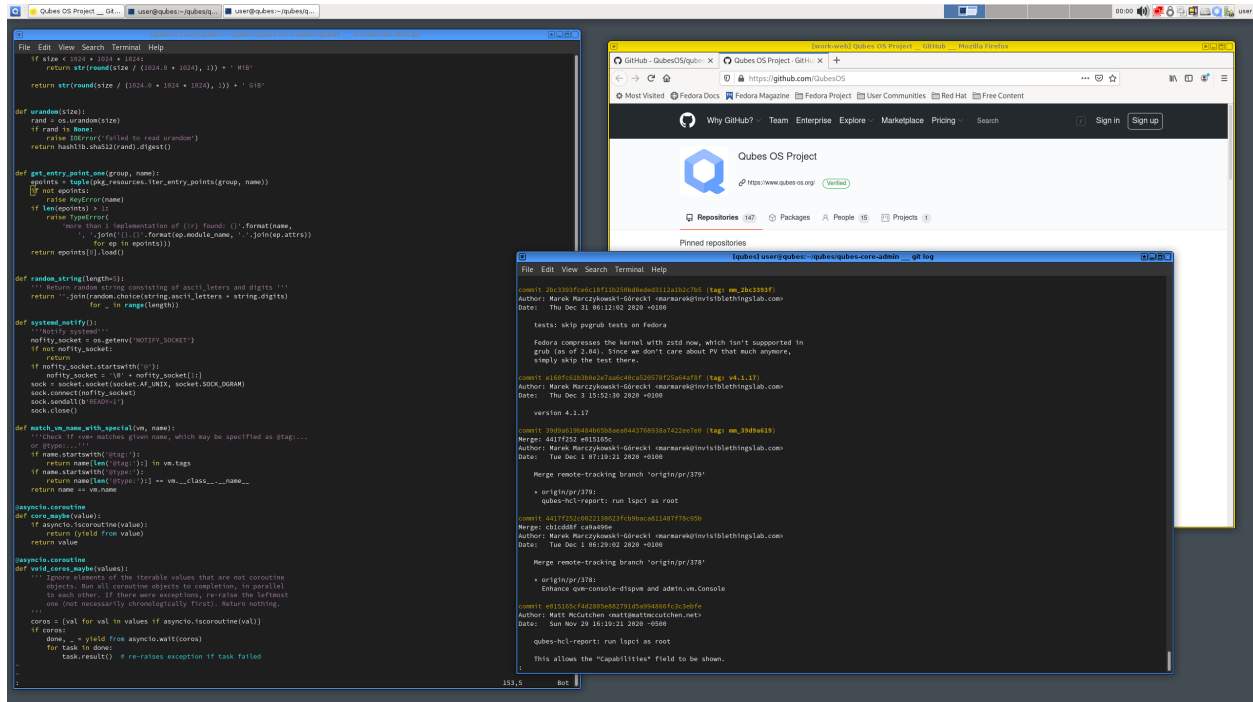 Qubes OS Project __ Git...
user@qubes:~/qubes/q...
user@qubes:~/qubes/q...
00:00
user
File Edit View Search Terminal Help
if size < 1024 * 1024 * 1024:
return str(round(size / (1024.0 * 1024), 1)) + ' MiB'
return str(round(size / (1024.0 * 1024 * 1024), 1)) + ' GiB'
def urandom(size):
rand = os.urandom(size)
if rand is None:
raise IOError('failed to read urandom')
return hashlib.sha512(rand).digest()
def get_entry_point_one(group, name):
epoints = tuple(pkg_resources.iter_entry_points(group, name))
if not epoints:
raise KeyError(name)
if len(epoints) > 1:
raise TypeError(
'more than 1 implementation of {!r} found: {}'.format(name,
', '.join('{}.{}'.format(ep.module_name, '.'.join(ep.attrs))
for ep in epoints)))
return epoints[0].load()
def random_string(length=5):
''' Return random string consisting of ascii_letters and digits '''
return ''.join(random.choice(string.ascii_letters + string.digits)
for _ in range(length))
def systemd_notify():
'''Notify systemd'''
nofity_socket = os.getenv('NOTIFY_SOCKET')
if not nofity_socket:
return
if nofity_socket.startswith('@'):
nofity_socket = '\0' + nofity_socket[1:]
sock = socket.socket(socket.AF_UNIX, socket.SOCK_DGRAM)
sock.connect(nofity_socket)
sock.sendall(b'READY=1')
sock.close()
def match_vm_name_with_special(vm, name):
'''Check if *vm* matches given name, which may be specified as @tag:...
or @type:...'''
if name.startswith('@tag:'):
return name[len('@tag:'):] in vm.tags
if name.startswith('@type:'):
return name[len('@type:'):] == vm.__class__.__name__
return name == vm.name
@asyncio.coroutine
def coro_maybe(value):
if asyncio.iscoroutine(value):
return (yield from value)
return value
@asyncio.coroutine
def void_coros_maybe(values):
''' Ignore elements of the iterable values that are not coroutine
objects. Run all coroutine objects to completion, in parallel
to each other. If there were exceptions, re-raise the leftmost
one (not necessarily chronologically first). Return nothing.
'''
coros = [val for val in values if asyncio.iscoroutine(val)]
if coros:
done, _ = yield from asyncio.wait(coros)
for task in done:
task.result() # re-raises exception if task failed
~
~
: 153,5 Bot
[work-web] Qubes OS Project __ GitHub __ Mozilla Firefox
GitHub - QubesOS/qubes × Qubes OS Project · GitHu × +
https://github.com/QubesOS
Most Visited Fedora Docs Fedora Magazine Fedora Project User Communities Red Hat Free Content
Why GitHub? Team Enterprise Explore Marketplace Pricing Search / Sign in Sign up
Qubes OS Project
https://www.qubes-os.org/ Verified
Repositories 147 Packages People 15 Projects 1
Pinned repositories
[qubes] user@qubes:~/qubes/qubes-core-admin __ git log
File Edit View Search Terminal Help
commit 2bc3393fce6c18f11b250bd8eded3112a1b2c7b5 (tag: mm_2bc3393f)
Author: Marek Marczykowski-Górecki <marmarek@invisiblethingslab.com>
Date: Thu Dec 31 06:12:02 2020 +0100
tests: skip pvgrub tests on Fedora
Fedora compresses the kernel with zstd now, which isn't suppported in
grub (as of 2.04). Since we don't care about PV that much anymore,
simply skip the test there.
commit e160fc61b3b0e2e7aa6c40ca520578f25a64af8f (tag: v4.1.17)
Author: Marek Marczykowski-Górecki <marmarek@invisiblethingslab.com>
Date: Thu Dec 3 15:52:30 2020 +0100
version 4.1.17
commit 39d9a619b484b65b8aea0443768938a7422ee7e0 (tag: mm_39d9a619)
Merge: 4417f252 e015165c
Author: Marek Marczykowski-Górecki <marmarek@invisiblethingslab.com>
Date: Tue Dec 1 07:19:21 2020 +0100
Merge remote-tracking branch 'origin/pr/379'
* origin/pr/379:
qubes-hcl-report: run lspci as root
commit 4417f252c0022138623fcb9baca811487f78c95b
Merge: cb1cdd8f ca9a496e
Author: Marek Marczykowski-Górecki <marmarek@invisiblethingslab.com>
Date: Tue Dec 1 06:29:02 2020 +0100
Merge remote-tracking branch 'origin/pr/378'
* origin/pr/378:
Enhance qvm-console-dispvm and admin.vm.Console
commit e015165cf4d2805e882791d5a994866fc3c3ebfe
Author: Matt McCutchen <matt@mattmccutchen.net>
Date: Sun Nov 29 16:19:21 2020 -0500
qubes-hcl-report: run lspci as root
This allows the "Capabilities" field to be shown.
: